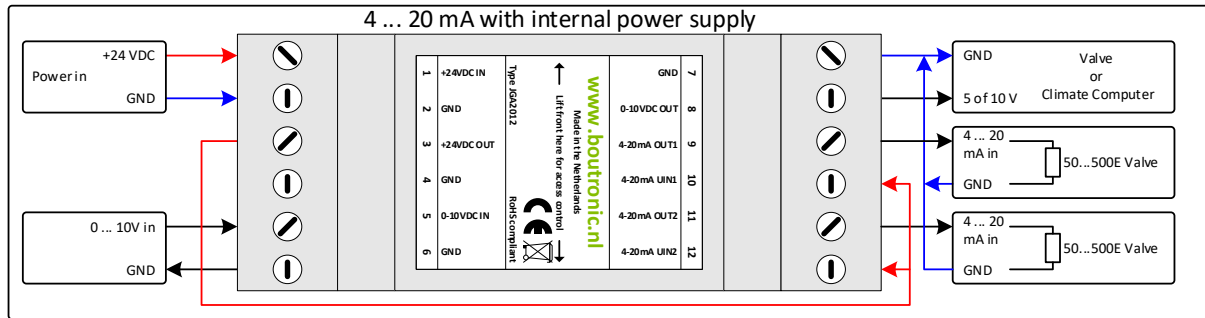 4 ... 20 mA with internal power supply
+24 VDC
Power in
GND
0 ... 10V in
GND
1 +24VDC IN
2 GND
3 +24VDC OUT
4 GND
5 0-10VDC IN
6 GND
Type JGA2012
RoHS compliant
Lift front here for access control
Made in the Netherlands
www.boutronic.nl
GND 7
0-10VDC OUT 8
4-20mA OUT1 9
4-20mA UIN1 10
4-20mA OUT2 11
4-20mA UIN2 12
GND
Valve
or
5 of 10 V
Climate Computer
4 ... 20
mA in
50...500E Valve
GND
4 ... 20
mA in
50...500E Valve
GND